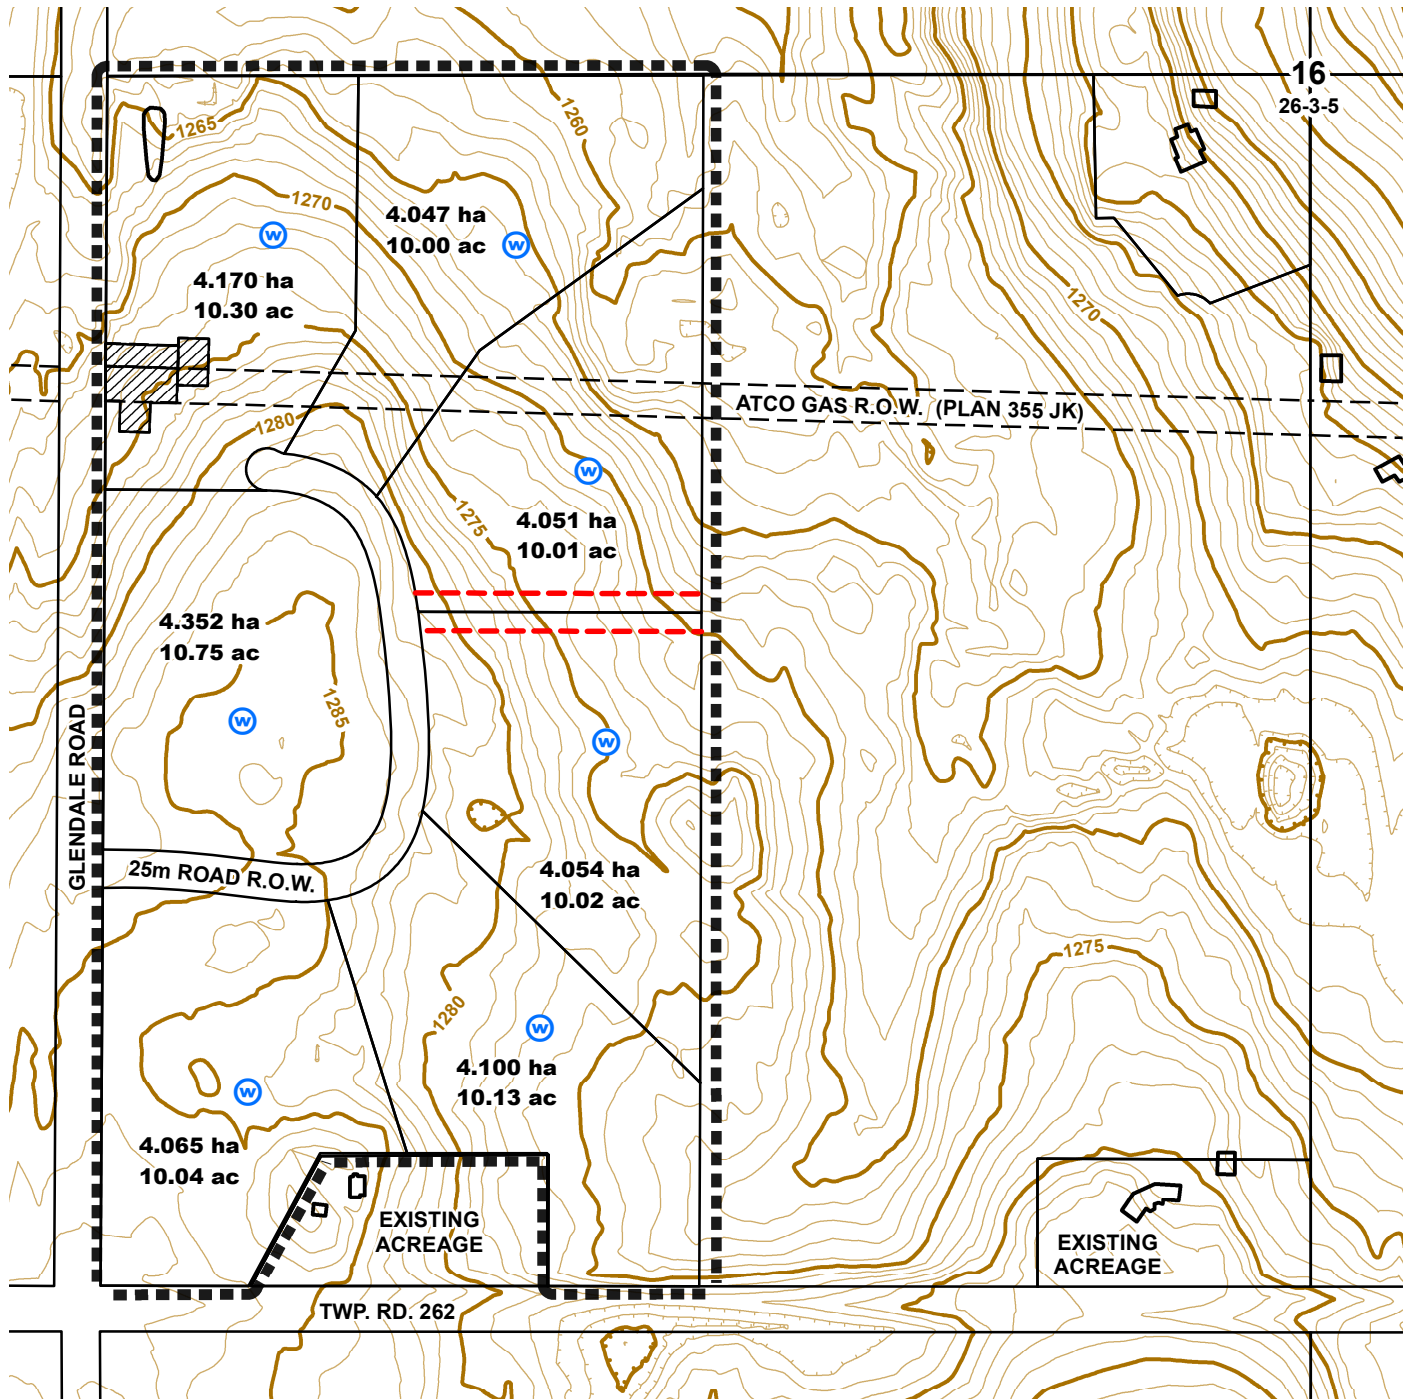 16
26-3-5
1265
1260
1270
4.047 ha
10.00 ac
W
W
4.170 ha
10.30 ac
1270
ATCO GAS R.O.W. (PLAN 355 JK)
1280
W
1275
4.051 ha
10.01 ac
4.352 ha
10.75 ac
1285
W
W
GLENDALE ROAD
25m ROAD R.O.W.
4.054 ha
10.02 ac
1275
1280
W
4.100 ha
10.13 ac
W
4.065 ha
10.04 ac
EXISTING
ACREAGE
EXISTING
ACREAGE
TWP. RD. 262